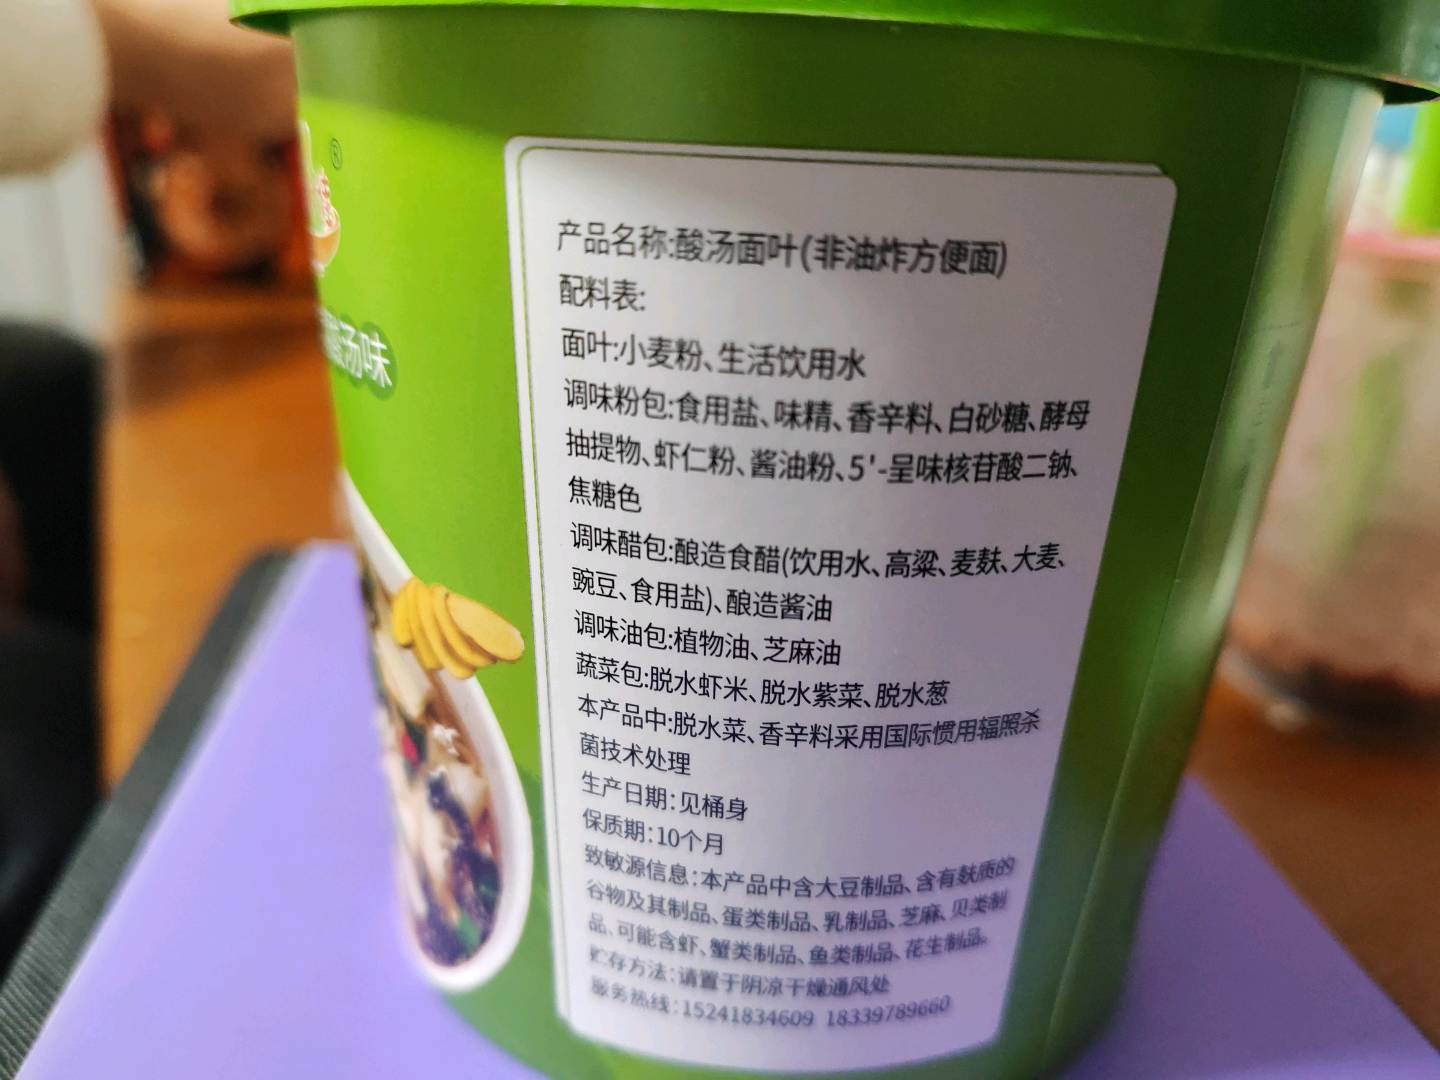 ®
酸汤味
产品名称:酸汤面叶(非油炸方便面)
配料表:
面叶:小麦粉、生活饮用水
调味粉包:食用盐、味精、香辛料、白砂糖、酵母
抽提物、虾仁粉、酱油粉、5'-呈味核苷酸二钠、
焦糖色
调味醋包:酿造食醋(饮用水、高粱、麦麸、大麦、
豌豆、食用盐)、酿造酱油
调味油包:植物油、芝麻油
蔬菜包:脱水虾米、脱水紫菜、脱水葱
本产品中:脱水菜、香辛料采用国际惯用辐照杀
菌技术处理
生产日期:见桶身
保质期:10个月
致敏源信息:本产品中含大豆制品、含有麸质的
谷物及其制品、蛋类制品、乳制品、芝麻、贝类制
品、可能含虾、蟹类制品、鱼类制品、花生制品。
贮存方法:请置于阴凉干燥通风处
服务热线:15241834609 18339789660